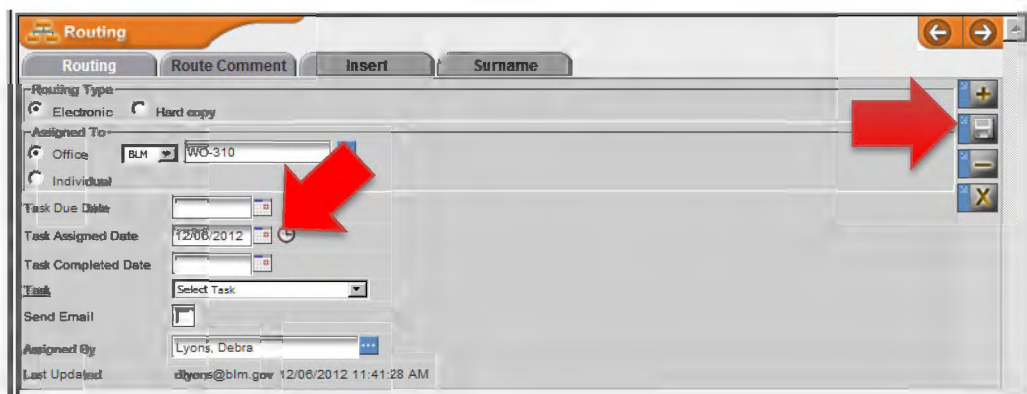 Routing
Routing Route Comment Insert Surname
Routing Type
Electronic Hard copy
Assigned To
Office BLM WO-310
Individual
Task Due Date
Task Assigned Date 12/06/2012
Task Completed Date
Task Select Task
Send Email
Assigned By Lyons, Debra
Last Updated dlyons@blm.gov 12/06/2012 11:41:28 AM